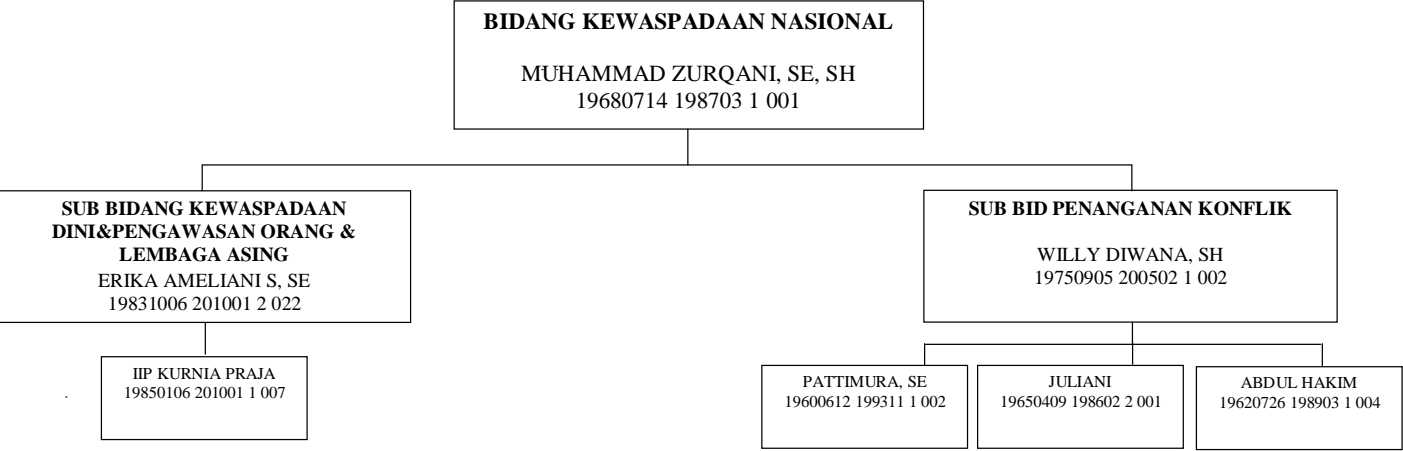 BIDANG KEWASPADAAN NASIONAL
MUHAMMAD ZURQANI, SE, SH
19680714 198703 1 001
SUB BIDANG KEWASPADAAN
DINI&PENGAWASAN ORANG &
LEMBAGA ASING
ERIKA AMELIANI S, SE
19831006 201001 2 022
SUB BID PENANGAN KONFLIK
WILLY DIWANA, SH
19750905 200502 1 002
IIP KURNIA PRAJA
19850106 201001 1 007
.
PATTIMURA, SE
19600612 199311 1 002
JULIANI
19650409 198602 2 001
ABDUL HAKIM
19620726 198903 1 004